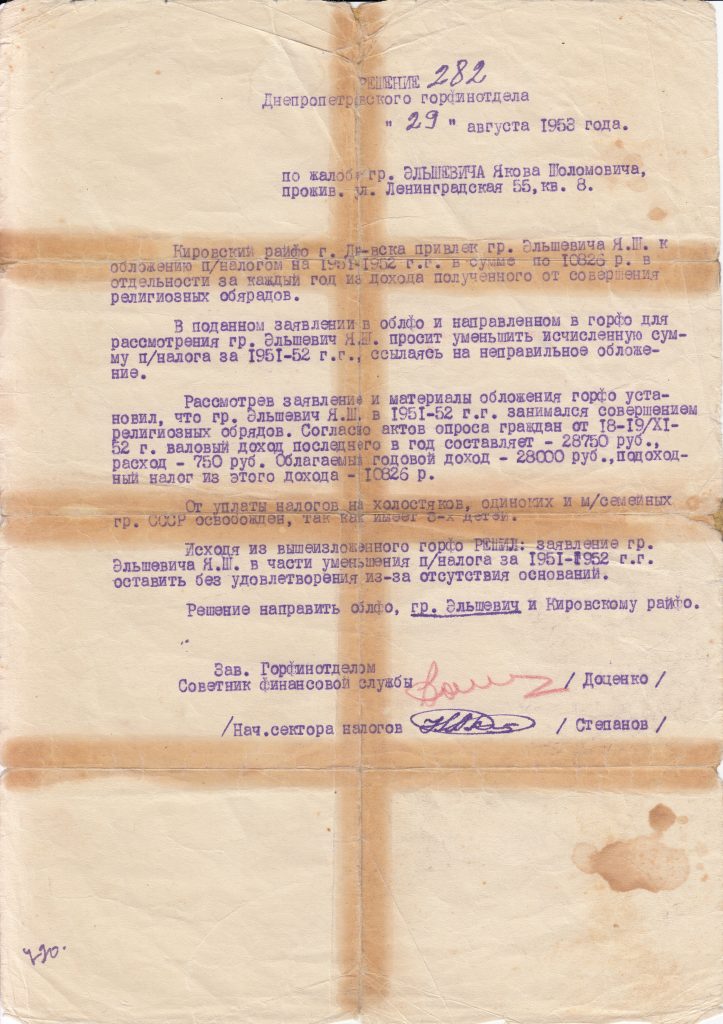 РЕШЕНИЕ 282
Днепропетровского горфинотдела
" 29 " августа 1953 года.
по жалобе гр. ЭЛЬШЕВИЧА Якова Шоломовича,
прожив. ул. Ленинградская 55, кв. 8.
Кировский райфо г. Дн-вска привлек гр. Эльшевича Я.Ш. к
обложению п/налогом на 1951-1952 г.г. в сумме по 10826 р. в
отдельности за каждый год из дохода полученного от совершения
религиозных обярадов.
В поданном заявлении в облфо и направленном в горфо для
рассмотрения гр. Эльшевич Я.Ш. просит уменьшить исчисленную сум-
му п/налога за 1951-52 г.г., ссылаясь на неправильное обложе-
ние.
Рассмотрев заявление и материалы обложения горфо уста-
новил, что гр. Эльшевич Я.Ш. в 1951-52 г.г. занимался совершением
религиозных обрядов. Согласно актов опроса граждан от 18-19/XI-
52 г. валовый доход последнего в год составляет - 28750 руб.,
расход - 750 руб. Облагаемый годовой доход - 28000 руб.,подоход-
ный налог из этого дохода - 10826 р.
От уплаты налогов на холостяков, одиноких и м/семейных
гр. СССР освобожден, так как имеет 3-х детей.
Исходя из вышеизложенного горфо РЕШИЛ: заявление гр.
Эльшевича Я.Ш. в части уменьшения п/налога за 1951-1952 г.г.
оставить без удовлетворения из-за отсутствия оснований.
Решение направить облфо, гр. Эльшевич и Кировскому райфо.
Зав. Горфинотделом
Советник финансовой службы / Доценко /
/Нач.сектора налогов / Степанов /